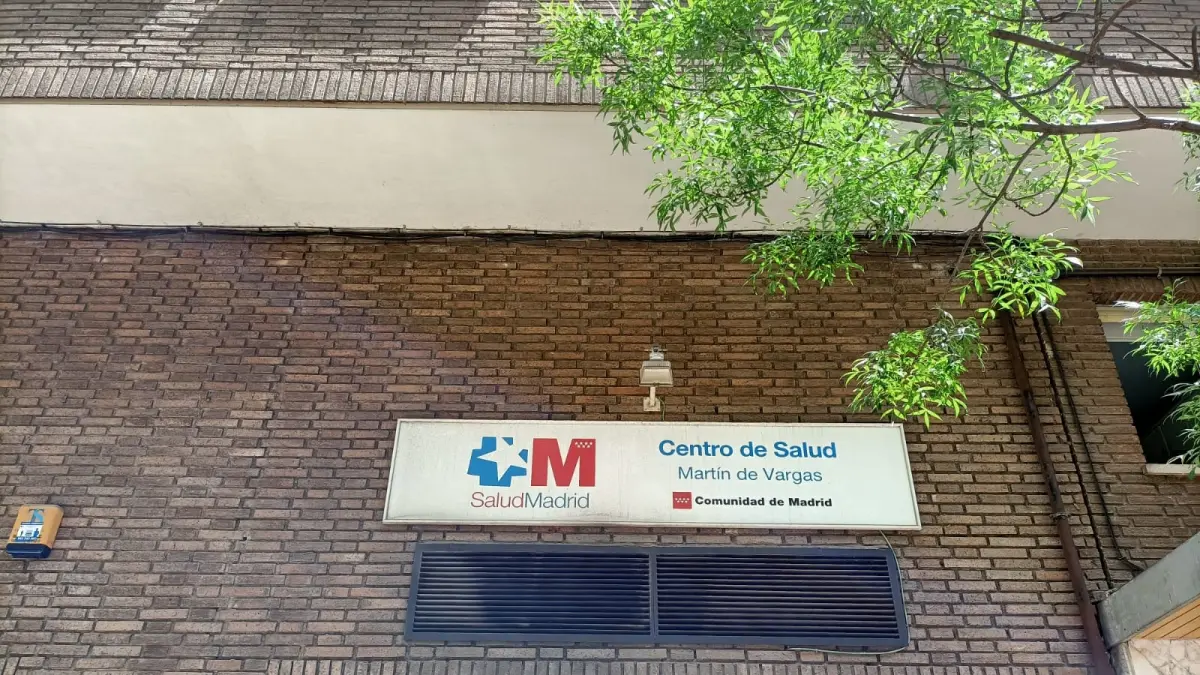 M
SaludMadrid
Centro de Salud
Martín de Vargas
Comunidad de Madrid